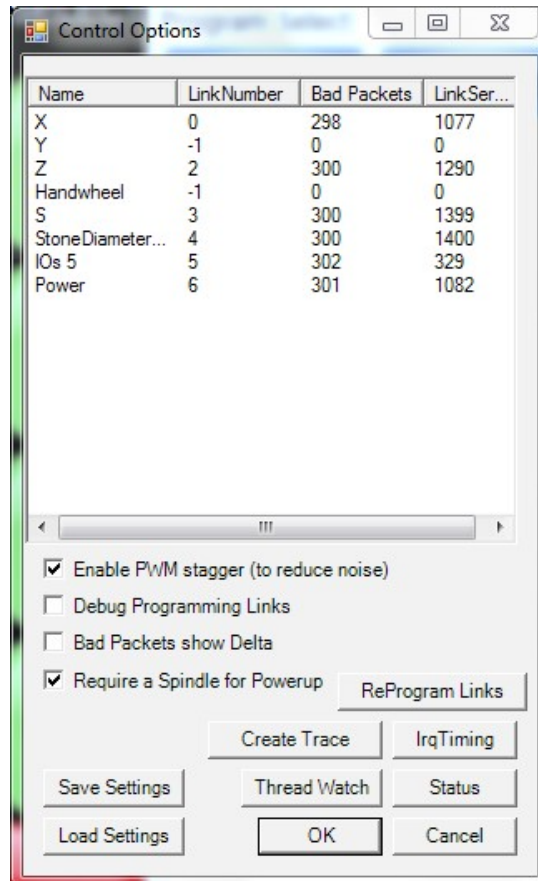 Control Options
Name LinkNumber Bad Packets LinkSer...
X 0 298 1077
Y -1 0 0
Z 2 300 1290
Handwheel -1 0 0
S 3 300 1399
StoneDiameter... 4 300 1400
IOs 5 5 302 329
Power 6 301 1082
Enable PWM stagger (to reduce noise)
Debug Programming Links
Bad Packets show Delta
Require a Spindle for Powerup
ReProgram Links
Create Trace IrqTiming
Save Settings Thread Watch Status
Load Settings OK Cancel